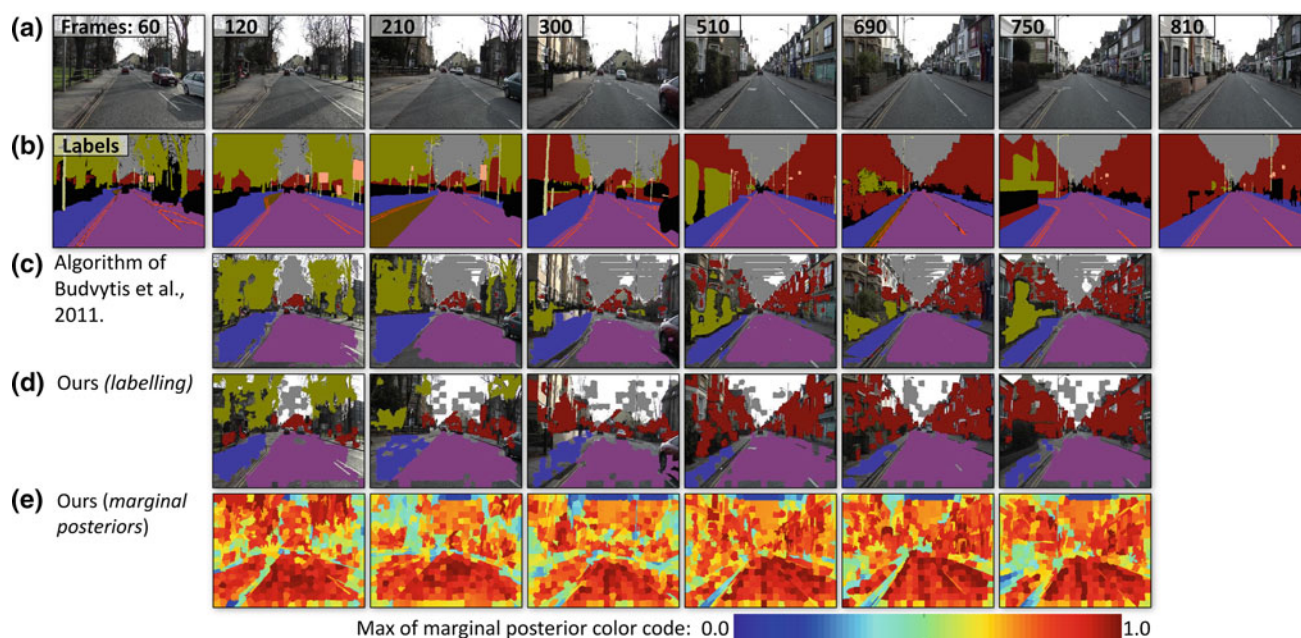 (a) Frames: 60 120 210 300 510 690 750 810
(b) Labels
(c) Algorithm of
Budvytis et al.,
2011.
(d) Ours (labelling)
(e) Ours (marginal
posteriors)
Max of marginal posterior color code: 0.0 1.0